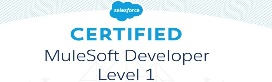 salesforce
CERTIFIED
MuleSoft Developer
Level 1